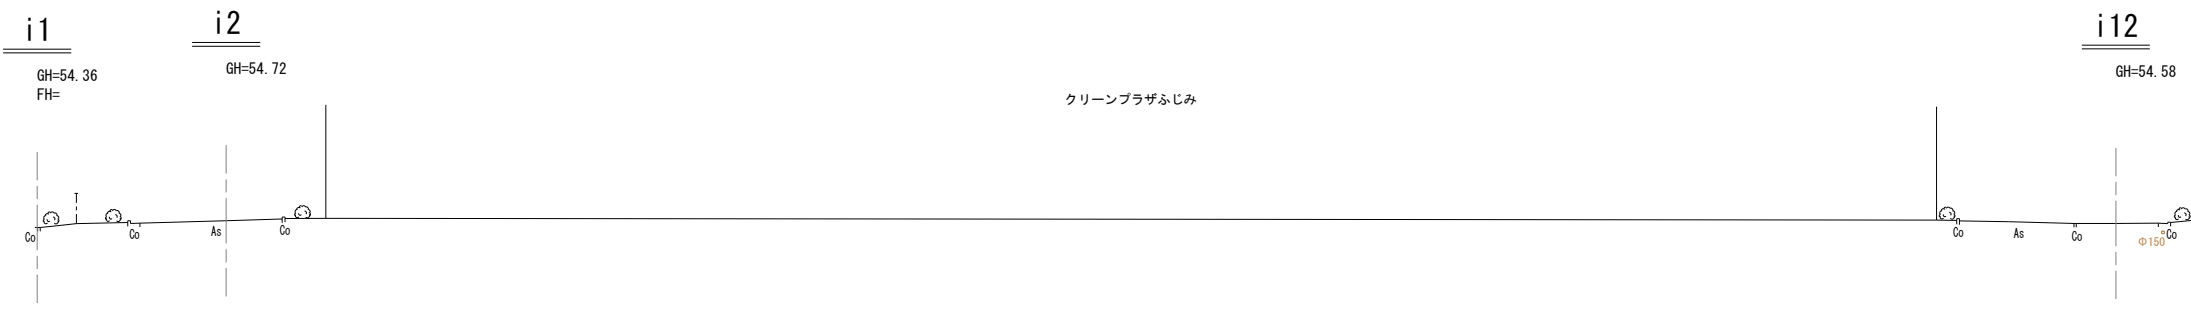 i1
GH=54.36
FH=
i2
GH=54.72
クリーンプラザふじみ
i12
GH=54.58
Co
Co
As
Co
Co
As
Co
Φ150
Co